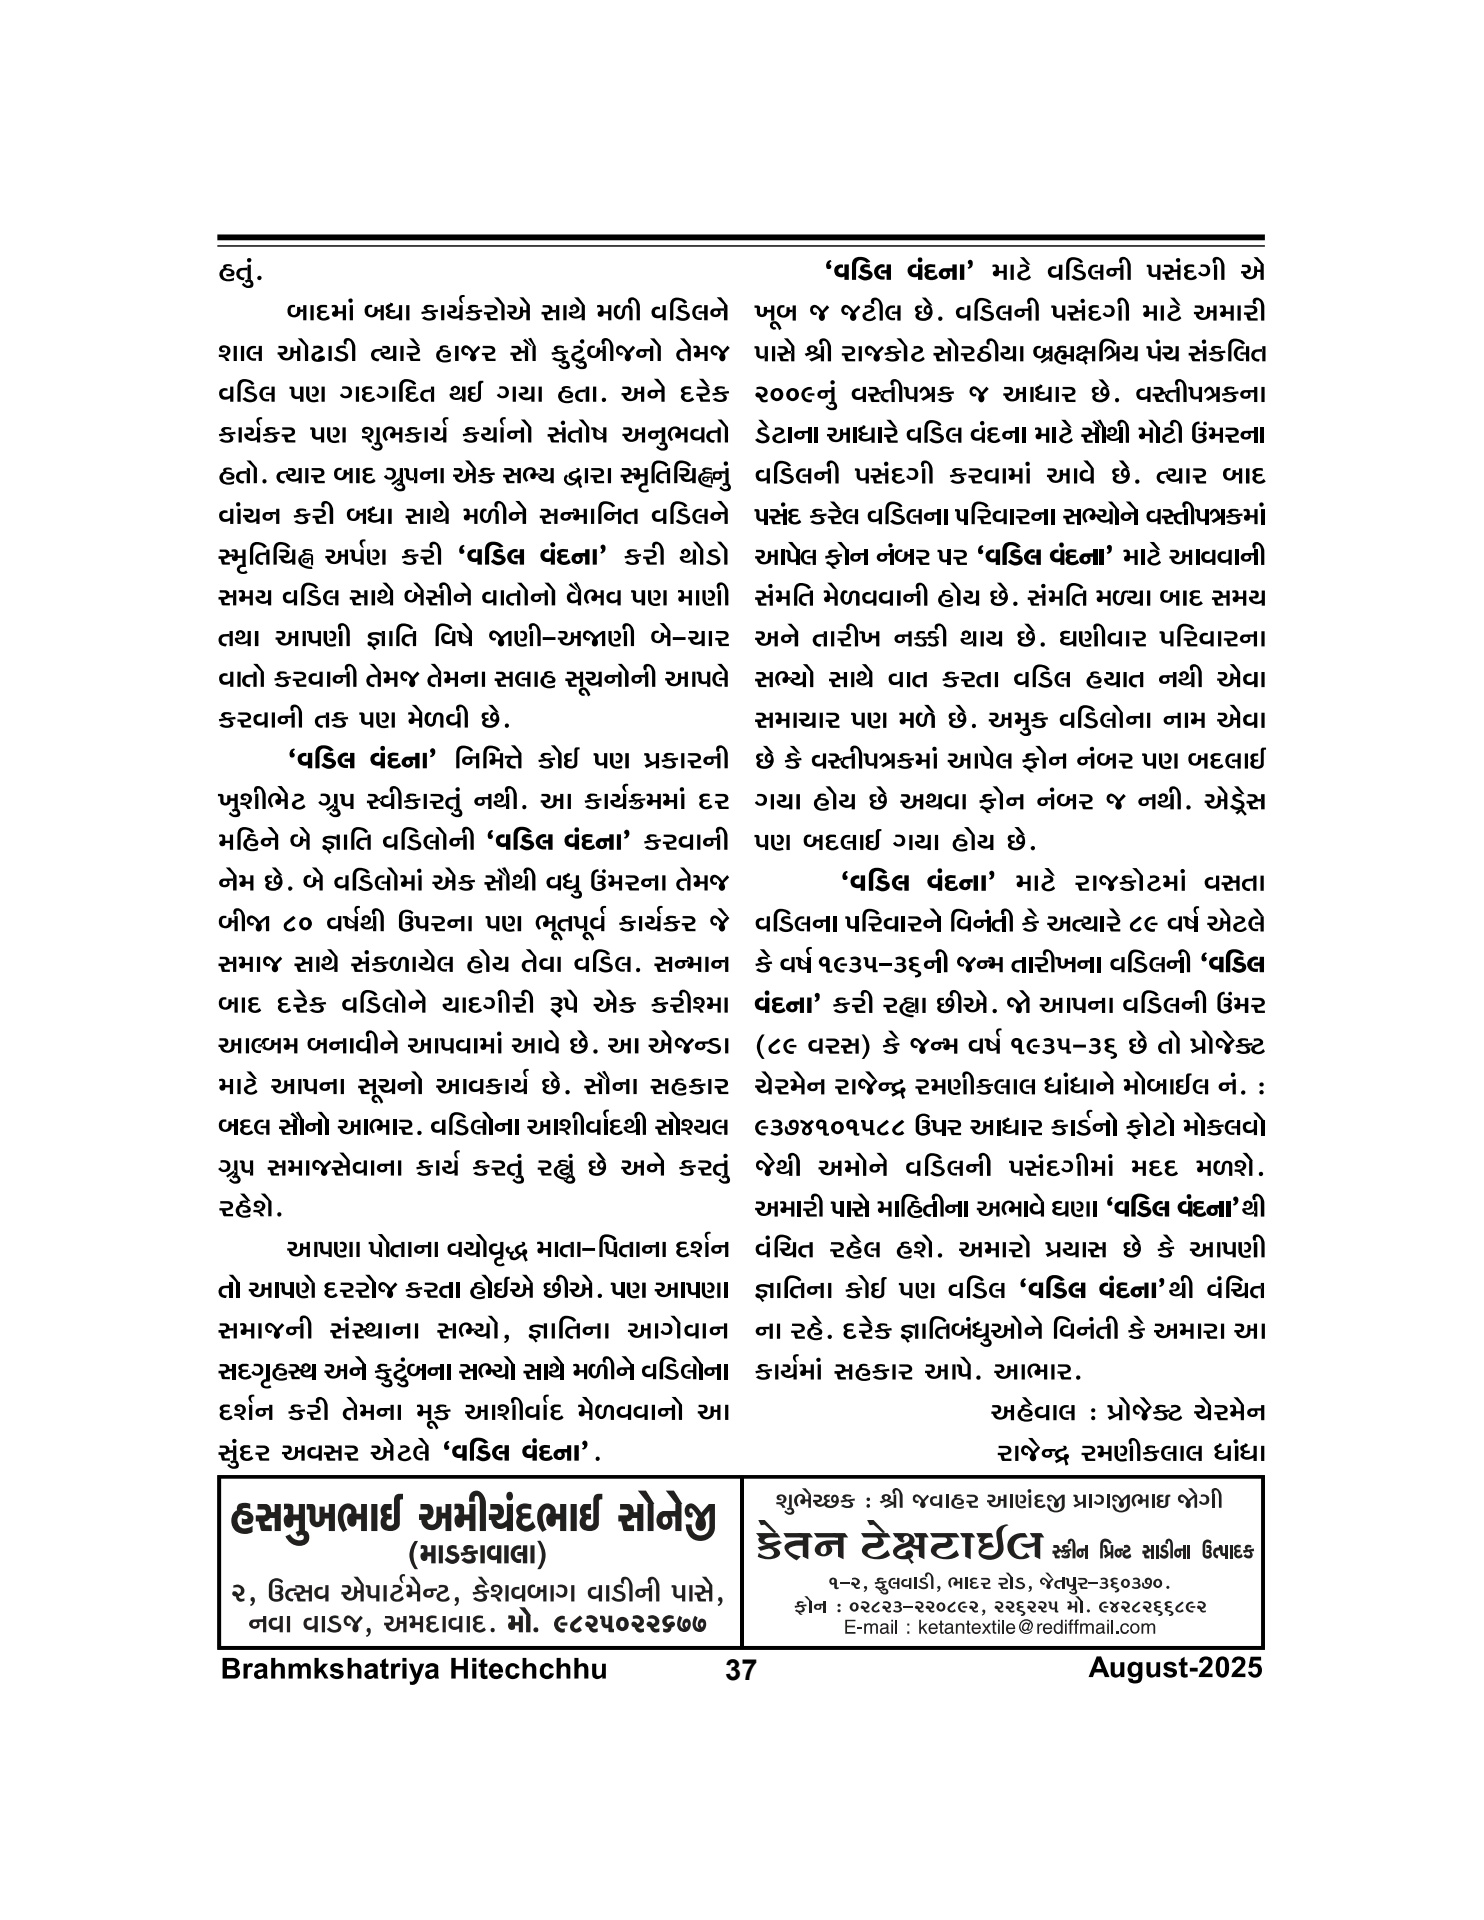 હતું.
બાદમાં બધા કાર્યકરોએ સાથે મળી વડિલને
શાલ ઓઢાડી ત્યારે હાજર સૌ કુટુંબીજનો તેમજ
વડિલ પણ ગદગદિત થઈ ગયા હતા. અને દરેક
કાર્યકર પણ શુભકાર્ય કર્યાનો સંતોષ અનુભવતો
હતો. ત્યાર બાદ ગ્રુપના એક સભ્ય દ્વારા સ્મૃતિચિહ્નનું
વાંચન કરી બધા સાથે મળીને સન્માનિત વડિલને
સ્મૃતિચિહ્ન અર્પણ કરી ‘વડિલ વંદના’ કરી થોડો
સમય વડિલ સાથે બેસીને વાતોનો વૈભવ પણ માણી
તથા આપણી જ્ઞાતિ વિષે જાણી–અજાણી બે–ચાર
વાતો કરવાની તેમજ તેમના સલાહ સૂચનોની આપલે
કરવાની તક પણ મેળવી છે.
‘વડિલ વંદના’ નિમિત્તે કોઈ પણ પ્રકારની
ખુશીભેટ ગ્રુપ સ્વીકારતું નથી. આ કાર્યક્રમમાં દર
મહિને બે જ્ઞાતિ વડિલોની ‘વડિલ વંદના’ કરવાની
નેમ છે. બે વડિલોમાં એક સૌથી વધુ ઉંમરના તેમજ
બીજા ૮૦ વર્ષથી ઉપરના પણ ભૂતપૂર્વ કાર્યકર જે
સમાજ સાથે સંકળાયેલ હોય તેવા વડિલ. સન્માન
બાદ દરેક વડિલોને યાદગીરી રૂપે એક કરીશ્મા
આલ્બમ બનાવીને આપવામાં આવે છે. આ એજન્ડા
માટે આપના સૂચનો આવકાર્ય છે. સૌના સહકાર
બદલ સૌનો આભાર. વડિલોના આશીર્વાદથી સોશ્યલ
ગ્રુપ સમાજસેવાના કાર્ય કરતું રહ્યું છે અને કરતું
રહેશે.
આપણા પોતાના વયોવૃદ્ધ માતા–પિતાના દર્શન
તો આપણે દરરોજ કરતા હોઈએ છીએ. પણ આપણા
સમાજની સંસ્થાના સભ્યો, જ્ઞાતિના આગેવાન
સદગૃહસ્થ અને કુટુંબના સભ્યો સાથે મળીને વડિલોના
દર્શન કરી તેમના મૂક આશીર્વાદ મેળવવાનો આ
સુંદર અવસર એટલે ‘વડિલ વંદના’.
‘વડિલ વંદના’ માટે વડિલની પસંદગી એ
ખૂબ જ જટીલ છે. વડિલની પસંદગી માટે અમારી
પાસે શ્રી રાજકોટ સોરઠીયા બ્રહ્મક્ષત્રિય પંચ સંકલિત
૨૦૦૯નું વસ્તીપત્રક જ આધાર છે. વસ્તીપત્રકના
ડેટાના આધારે વડિલ વંદના માટે સૌથી મોટી ઉંમરના
વડિલની પસંદગી કરવામાં આવે છે. ત્યાર બાદ
પસંદ કરેલ વડિલના પરિવારના સભ્યોને વસ્તીપત્રકમાં
આપેલ ફોન નંબર પર ‘વડિલ વંદના’ માટે આવવાની
સંમતિ મેળવવાની હોય છે. સંમતિ મળ્યા બાદ સમય
અને તારીખ નક્કી થાય છે. ઘણીવાર પરિવારના
સભ્યો સાથે વાત કરતા વડિલ હયાત નથી એવા
સમાચાર પણ મળે છે. અમુક વડિલોના નામ એવા
છે કે વસ્તીપત્રકમાં આપેલ ફોન નંબર પણ બદલાઈ
ગયા હોય છે અથવા ફોન નંબર જ નથી. એડ્રેસ
પણ બદલાઈ ગયા હોય છે.
‘વડિલ વંદના’ માટે રાજકોટમાં વસતા
વડિલના પરિવારને વિનંતી કે અત્યારે ૮૯ વર્ષ એટલે
કે વર્ષ ૧૯૩૫–૩૬ની જન્મ તારીખના વડિલની ‘વડિલ
વંદના’ કરી રહ્યા છીએ. જો આપના વડિલની ઉંમર
(૮૯ વરસ) કે જન્મ વર્ષ ૧૯૩૫–૩૬ છે તો પ્રોજેક્ટ
ચેરમેન રાજેન્દ્ર રમણીકલાલ ધાંધાને મોબાઈલ નં. :
૯૩૭૪૧૦૧૫૮૮ ઉપર આધાર કાર્ડનો ફોટો મોકલવો
જેથી અમોને વડિલની પસંદગીમાં મદદ મળશે.
અમારી પાસે માહિતીના અભાવે ઘણા ‘વડિલ વંદના’થી
વંચિત રહેલ હશે. અમારો પ્રયાસ છે કે આપણી
જ્ઞાતિના કોઈ પણ વડિલ ‘વડિલ વંદના’થી વંચિત
ના રહે. દરેક જ્ઞાતિબંધુઓને વિનંતી કે અમારા આ
કાર્યમાં સહકાર આપે. આભાર.
અહેવાલ : પ્રોજેક્ટ ચેરમેન
રાજેન્દ્ર રમણીકલાલ ધાંધા
હસમુખભાઈ અમીચંદભાઈ સોનેજી
(માડકાવાલા)
૨, ઉત્સવ એપાર્ટમેન્ટ, કેશવબાગ વાડીની પાસે,
નવા વાડજ, અમદાવાદ. મો. ૯૮૨૫૦૨૨૬૭૭
શુભેચ્છક : શ્રી જવાહર આણંદજી પ્રાગજીભાઇ જોગી
કેતન ટેક્ષટાઈલ સ્ક્રીન પ્રિન્ટ સાડીના ઉત્પાદક
૧–૨, ફુલવાડી, ભાદર રોડ, જેતપુર–૩૬૦૩૭૦.
ફોન : ૦૨૮૨૩–૨૨૦૮૯૨, ૨૨૬૨૨૫ મો. ૯૪૨૮૨૬૬૮૯૨
E-mail : ketantextile@rediffmail.com
Brahmkshatriya Hitechchhu 37 August-2025